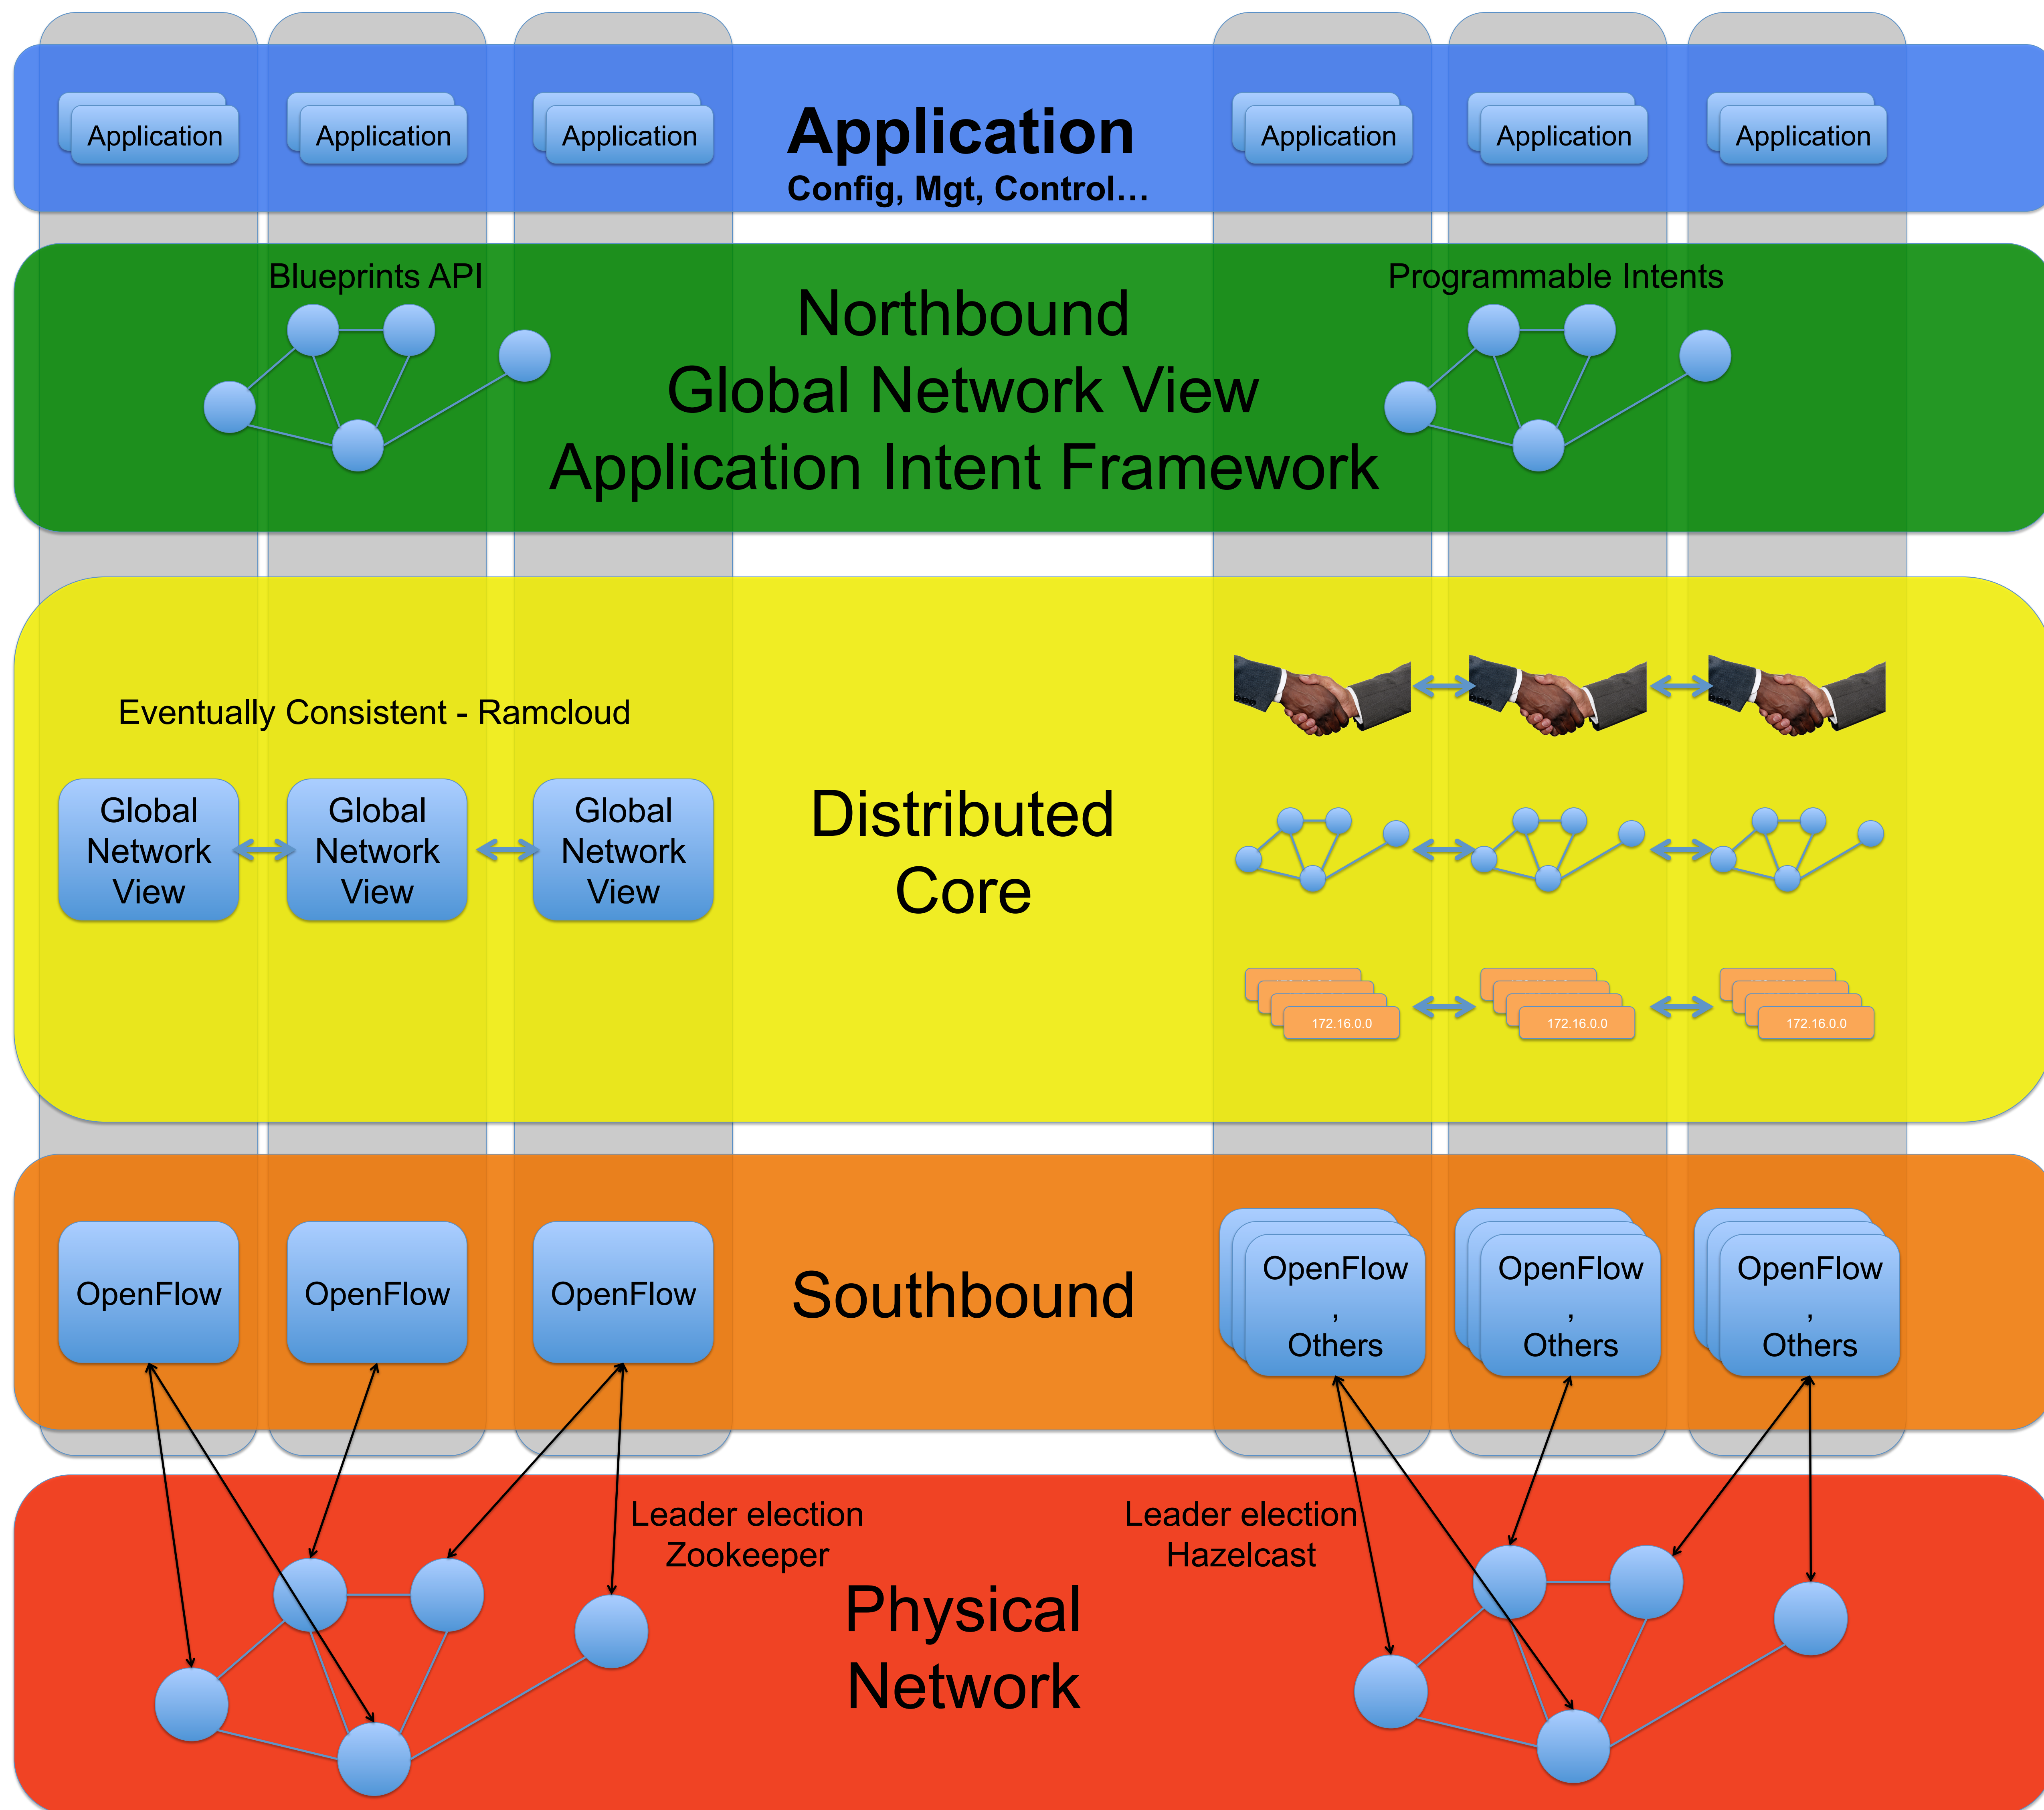 Application
Application
Application
Application
Config, Mgt, Control...
Application
Application
Application
Blueprints API
Programmable Intents
Northbound
Global Network View
Application Intent Framework
Eventually Consistent - Ramcloud
Global
Network
View
Global
Network
View
Global
Network
View
Distributed
Core
172.16.0.0
172.16.0.0
172.16.0.0
OpenFlow
OpenFlow
OpenFlow
Southbound
OpenFlow
,
Others
OpenFlow
,
Others
OpenFlow
,
Others
Leader election
Zookeeper
Leader election
Hazelcast
Physical
Network